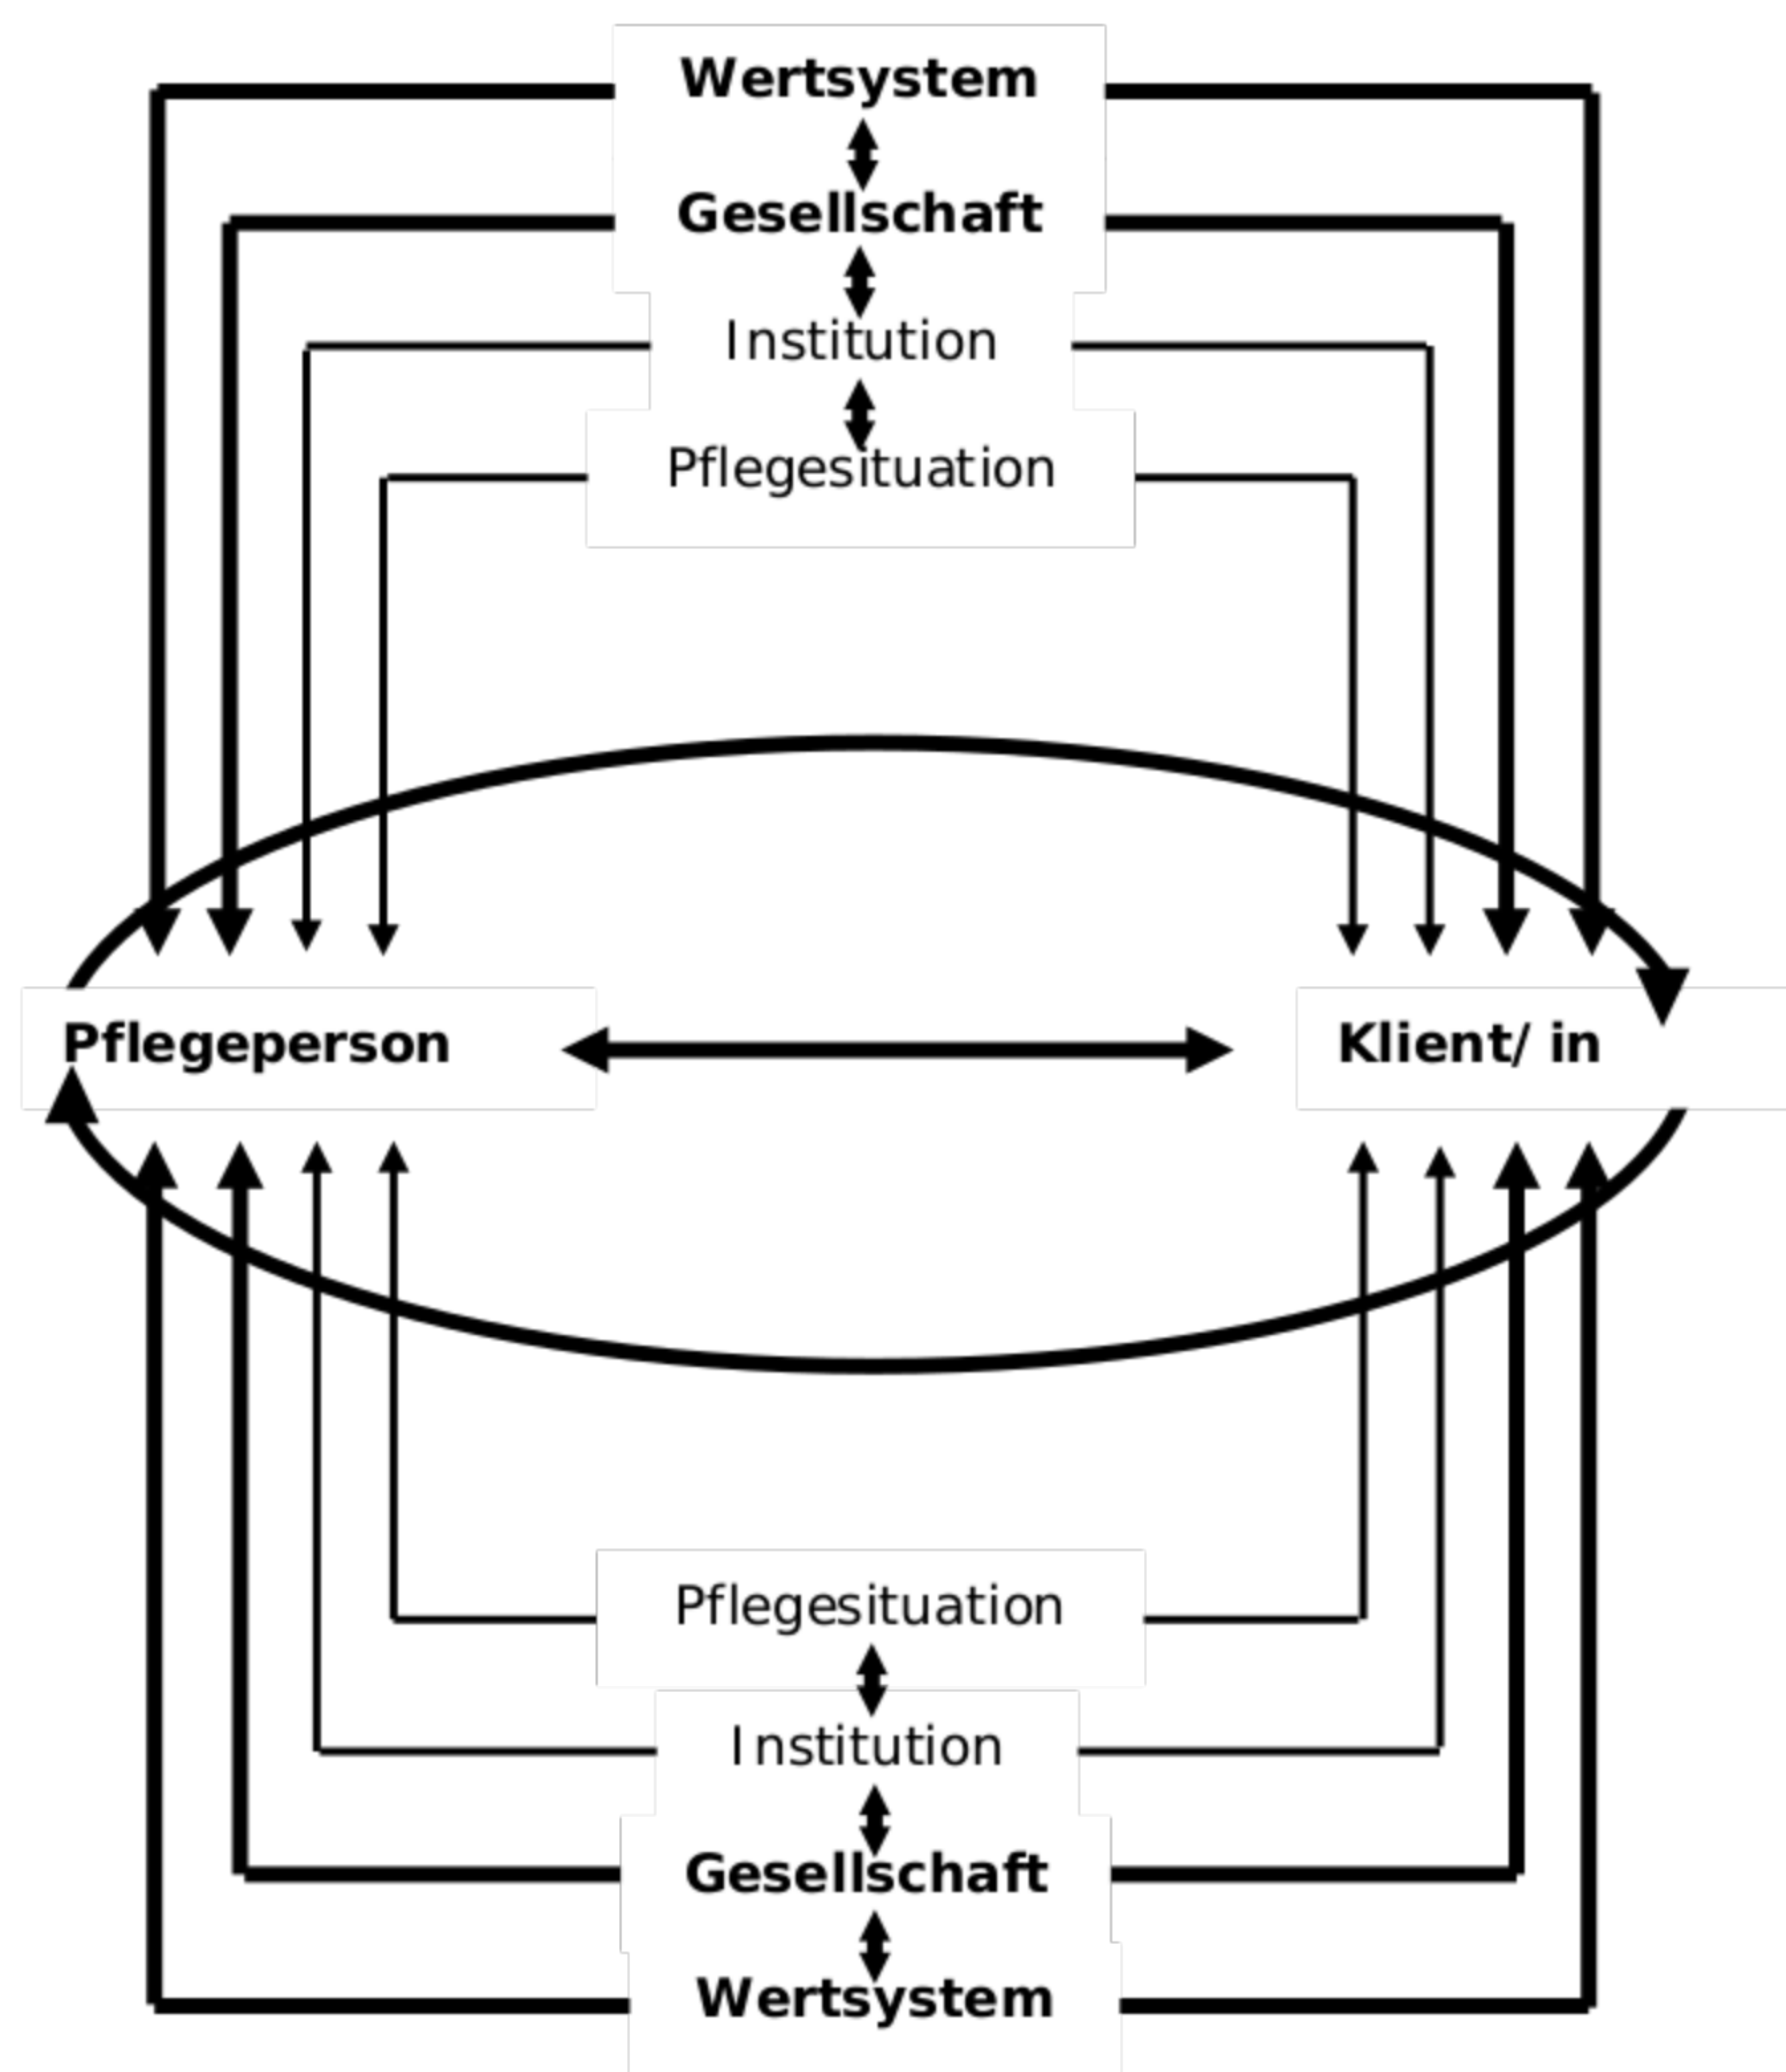 Wertsystem
Gesellschaft
Institution
Pflegesituation
Pflegeperson
Klient/ in
Pflegesituation
Institution
Gesellschaft
Wertsystem